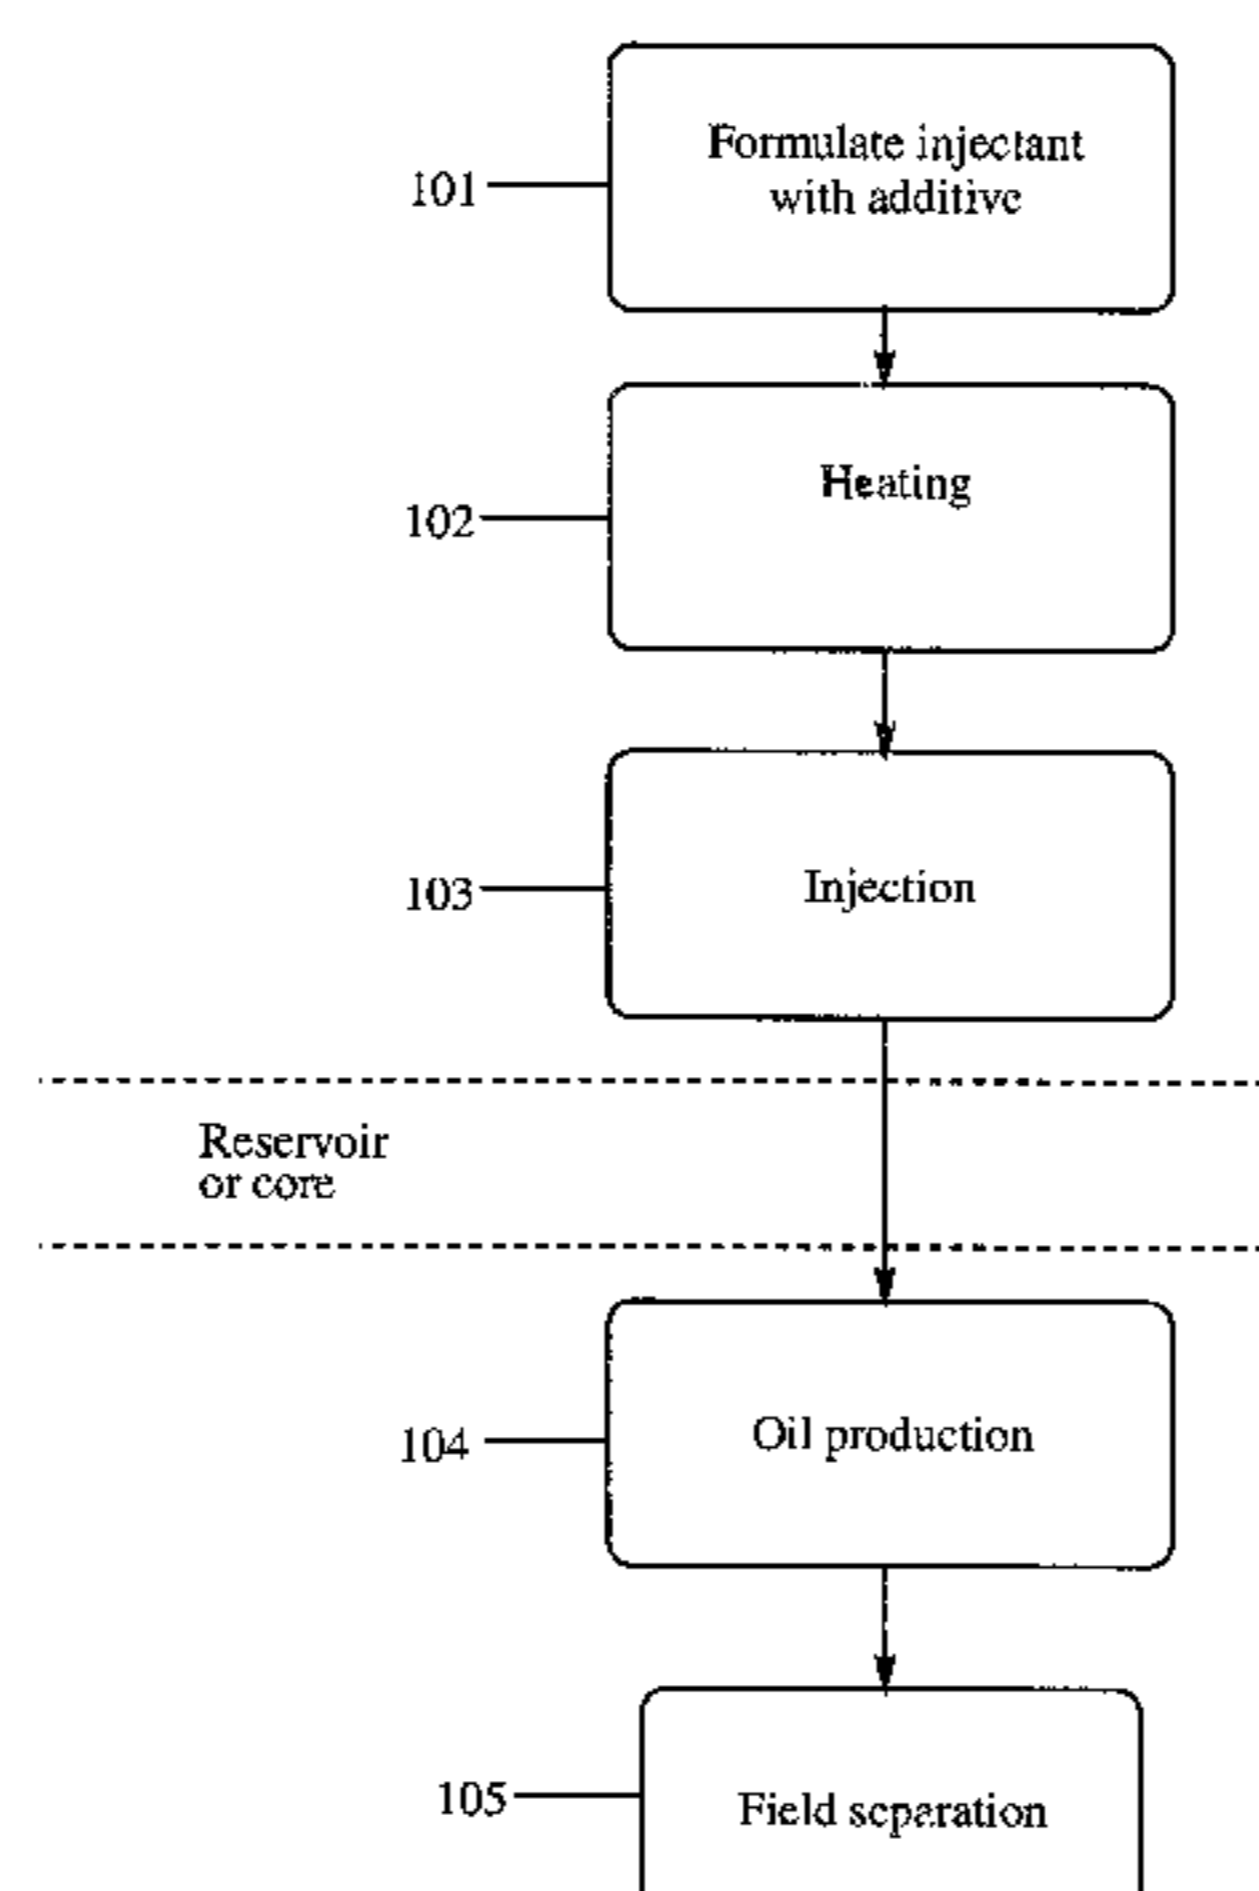 Formulate injectant
with additive
101
Heating
102
Injection
103
Reservoir
or core
Oil production
104
Field separation
105